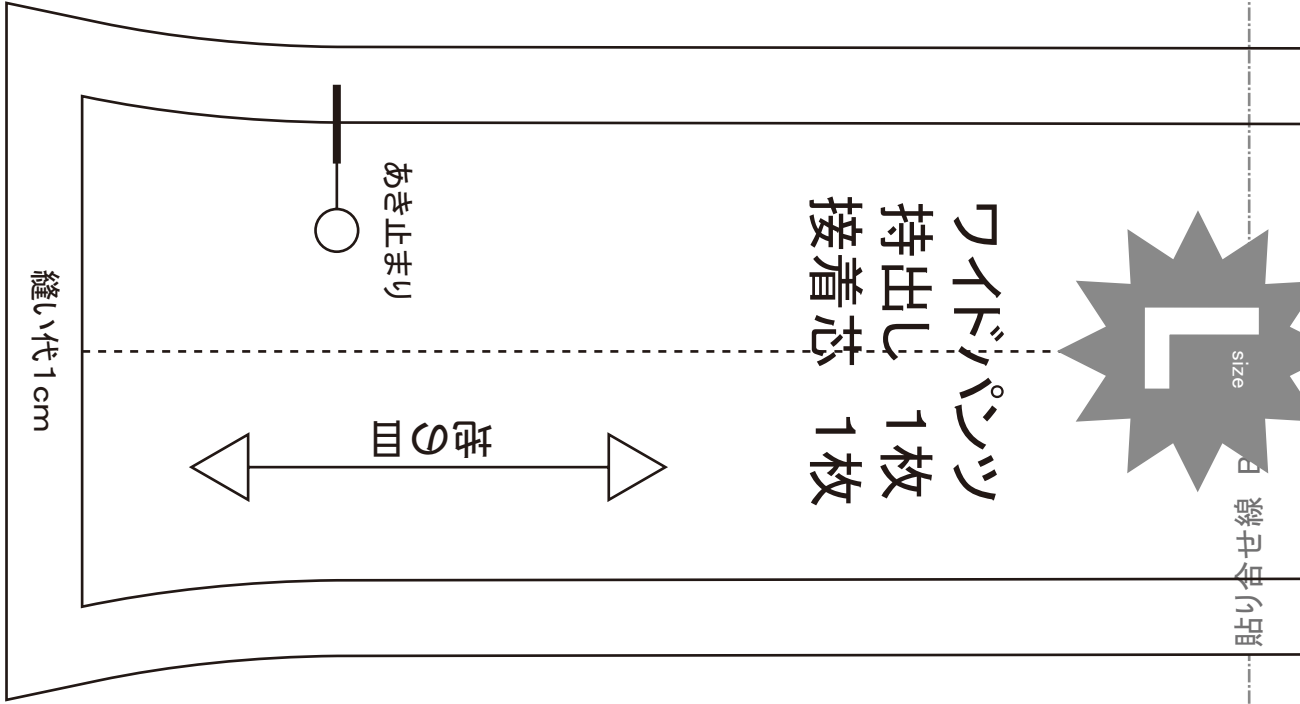 ワイドパンツ
持出し 1枚
接着芯 1枚
L
size
あき止まり
縫い代1cm
地の目
貼り合せ線 B